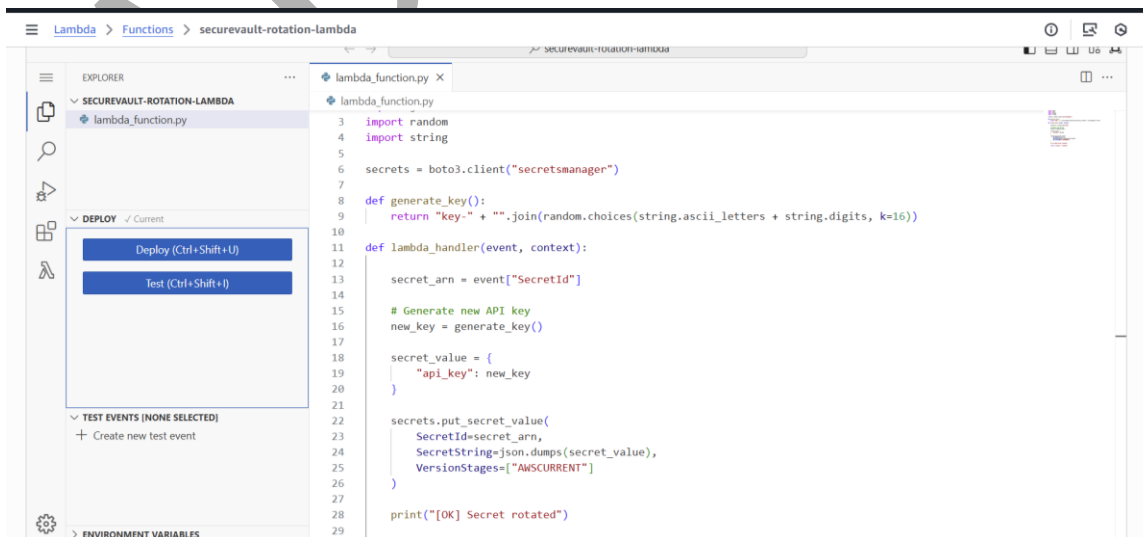 Lambda > Functions > securevault-rotation-lambda
securevault-rotation-lambda
EXPLORER
SECUREVAULT-ROTATION-LAMBDA
lambda_function.py
DEPLOY ✓ Current
Deploy (Ctrl+Shift+U)
Test (Ctrl+Shift+I)
TEST EVENTS [NONE SELECTED]
+ Create new test event
ENVIRONMENT VARIABLES
lambda_function.py ×
lambda_function.py
3 import random
4 import string
5
6 secrets = boto3.client("secretsmanager")
7
8 def generate_key():
9     return "key-" + "".join(random.choices(string.ascii_letters + string.digits, k=16))
10
11 def lambda_handler(event, context):
12
13     secret_arn = event["SecretId"]
14
15     # Generate new API key
16     new_key = generate_key()
17
18     secret_value = {
19         "api_key": new_key
20     }
21
22     secrets.put_secret_value(
23         SecretId=secret_arn,
24         SecretString=json.dumps(secret_value),
25         VersionStages=["AWSCURRENT"]
26     )
27
28     print("[OK] Secret rotated")
29